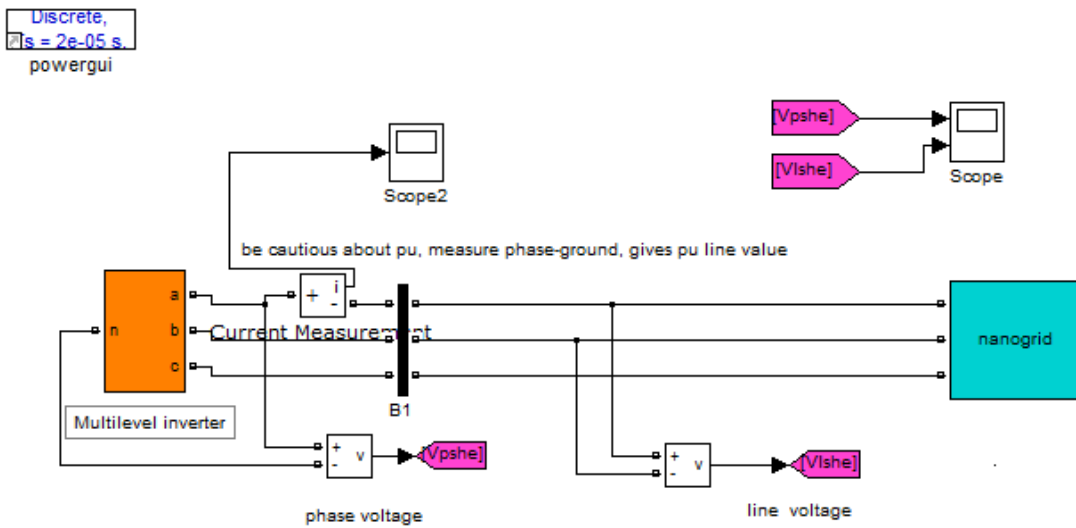 Discrete,
Ts = 2e-05 s.
powergui
[Vpshe]
[Vlshe]
Scope
Scope2
be cautious about pu, measure phase-ground, gives pu line value
i
+ -
a
n
b
c
Current Measurement
nanogrid
B1
Multilevel inverter
+
-
v
[Vpshe]
+
-
v
[Vlshe]
phase voltage
line voltage